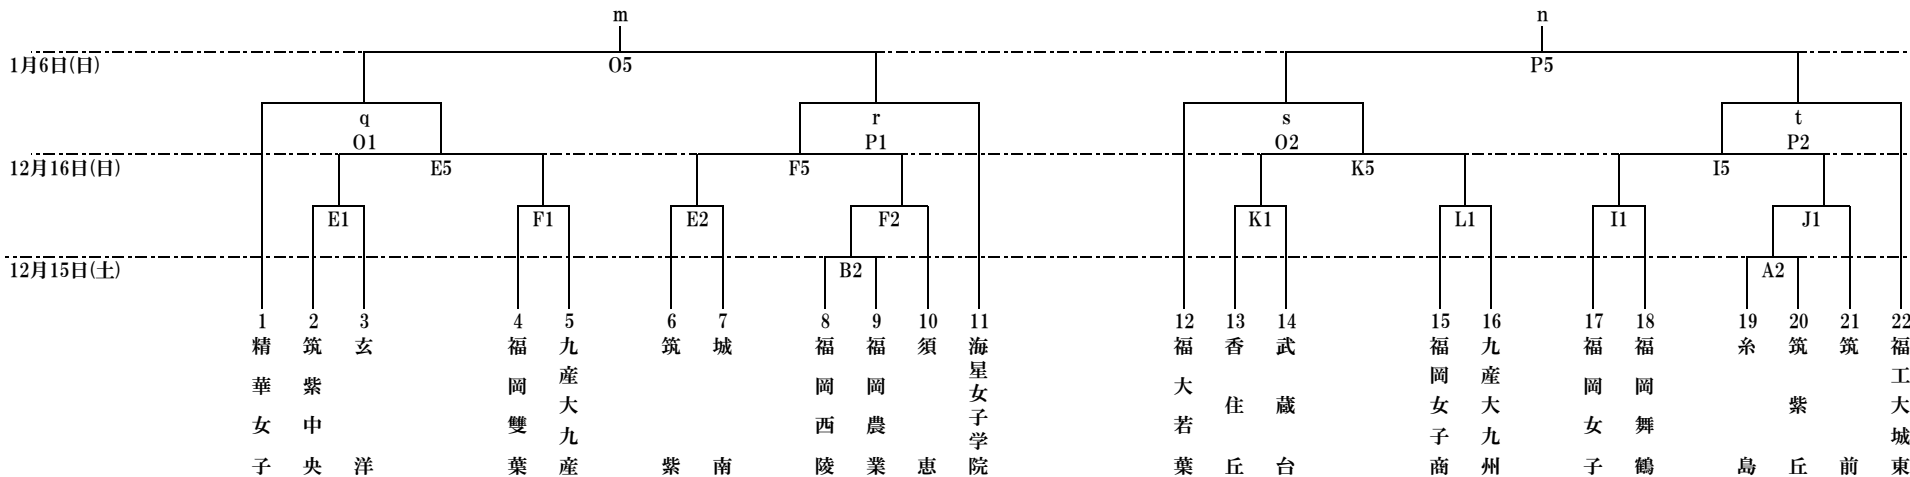 m n
1月6日(日) O5 P5
q r s t
O1 P1 O2 P2
12月16日(日) E5 F5 K5 I5
E1 F1 E2 F2 K1 L1 I1 J1
12月15日(土) B2 A2
1 2 3 4 5 6 7 8 9 10 11 12 13 14 15 16 17 18 19 20 21 22
精華女子
筑紫中央
玄洋
福岡雙葉
九産大九産
筑紫
城南
福岡西陵
福岡農業
須恵
海星女子学院
福大若葉
香住丘
武蔵台
福岡女子商
九産大九州
福岡女子
福岡舞鶴
糸島
筑紫丘
筑前
福工大城東